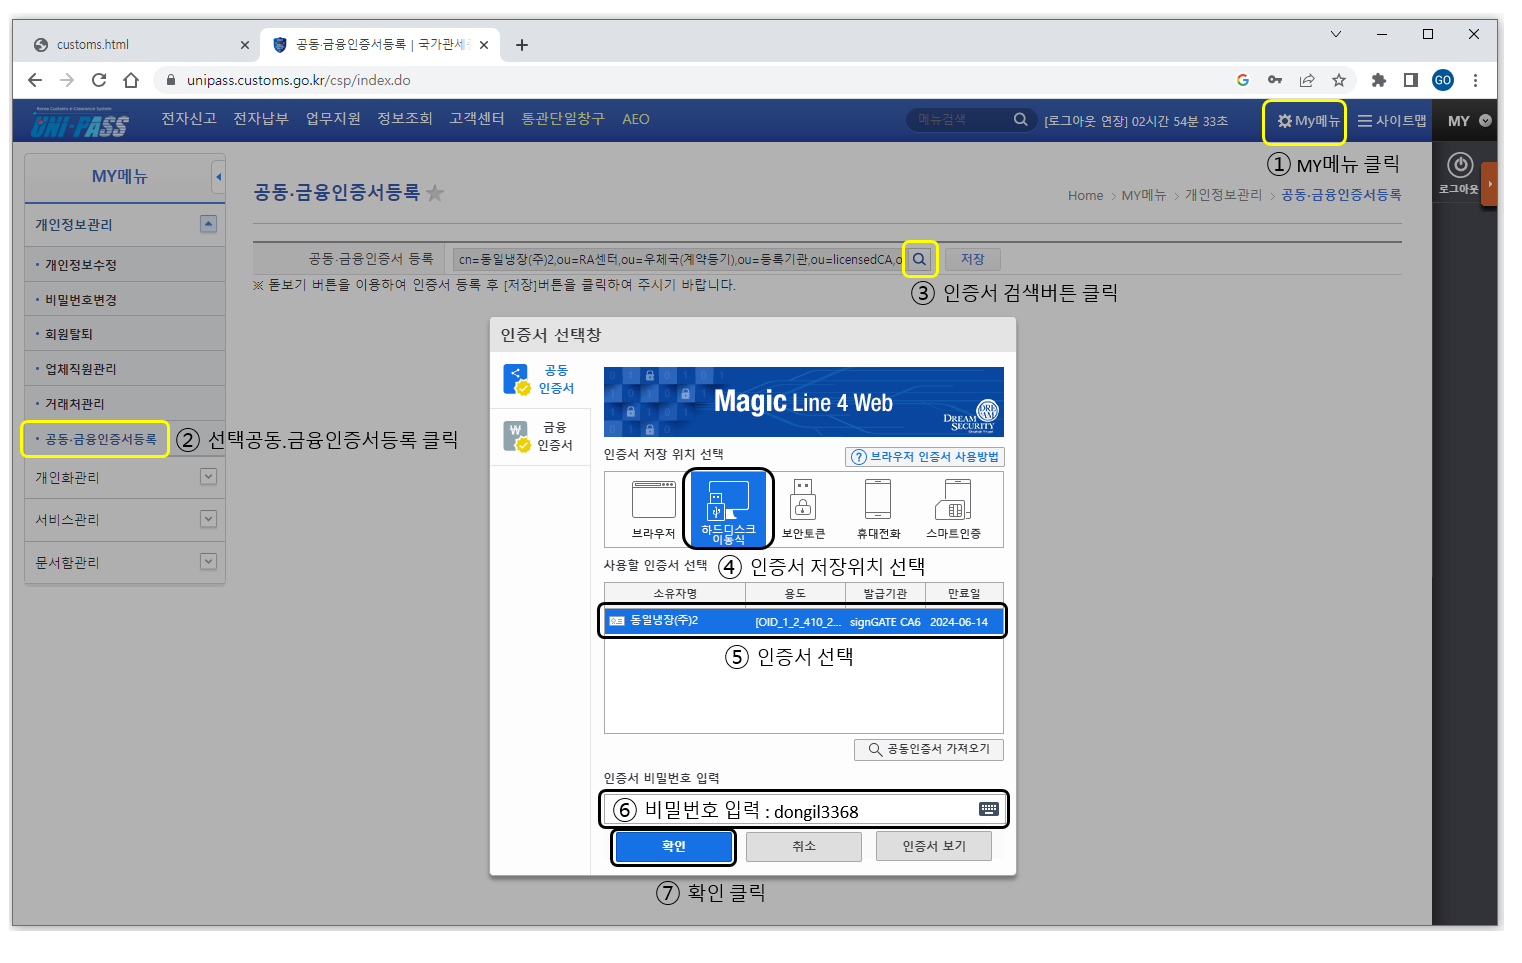 customs.html
공동·금융인증서등록 | 국가관세
unipass.customs.go.kr/csp/index.do
GO
Korea Customs e-Clearance System
UNI-PASS
전자신고 전자납부 업무지원 정보조회 고객센터 통관단일창구 AEO
메뉴검색
[로그아웃 연장] 02시간 54분 33초
My메뉴
사이트맵
MY
① MY메뉴 클릭
로그아웃
MY메뉴
공동·금융인증서등록
Home > MY메뉴 > 개인정보관리 > 공동·금융인증서등록
개인정보관리
· 개인정보수정
· 비밀번호변경
· 회원탈퇴
· 업체직원관리
· 거래처관리
· 공동·금융인증서등록
② 선택공동.금융인증서등록 클릭
개인화관리
서비스관리
문서함관리
공동·금융인증서 등록
cn=동일냉장(주)2,ou=RA센터,ou=우체국(계약등기),ou=등록기관,ou=licensedCA,o
저장
※ 돋보기 버튼을 이용하여 인증서 등록 후 [저장]버튼을 클릭하여 주시기 바랍니다.
③ 인증서 검색버튼 클릭
인증서 선택창
공동
인증서
금융
인증서
Magic Line 4 Web
DREAM
SECURITY
인증서 저장 위치 선택
? 브라우저 인증서 사용방법
브라우저
하드디스크
이동식
보안토큰
휴대전화
스마트인증
사용할 인증서 선택
④ 인증서 저장위치 선택
소유자명 용도 발급기관 만료일
동일냉장(주)2 [OID_1_2_410_2... signGATE CA6 2024-06-14
⑤ 인증서 선택
공동인증서 가져오기
인증서 비밀번호 입력
⑥ 비밀번호 입력 : dongil3368
확인 취소 인증서 보기
⑦ 확인 클릭